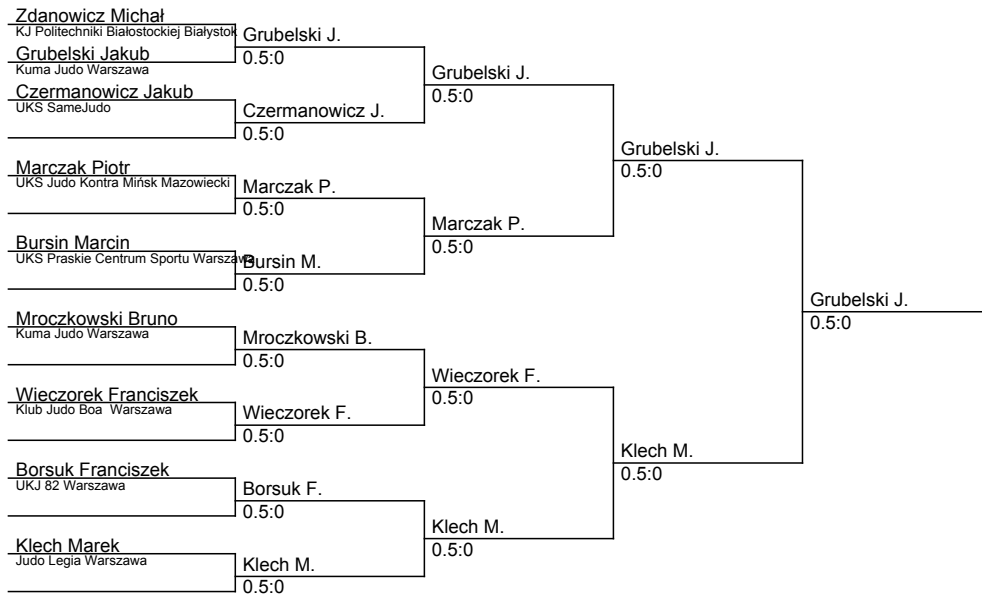 Zdanowicz Michał
KJ Politechniki Białostockiej Białystok
Grubelski Jakub
Kuma Judo Warszawa
Czermanowicz Jakub
UKS SameJudo
Marczak Piotr
UKS Judo Kontra Mińsk Mazowiecki
Bursin Marcin
UKS Praskie Centrum Sportu Warszawa
Mroczkowski Bruno
Kuma Judo Warszawa
Wieczorek Franciszek
Klub Judo Boa  Warszawa
Borsuk Franciszek
UKJ 82 Warszawa
Klech Marek
Judo Legia Warszawa
Grubelski J.
0.5:0
Czermanowicz J.
0.5:0
Marczak P.
0.5:0
Bursin M.
0.5:0
Mroczkowski B.
0.5:0
Wieczorek F.
0.5:0
Borsuk F.
0.5:0
Klech M.
0.5:0
Grubelski J.
0.5:0
Marczak P.
0.5:0
Wieczorek F.
0.5:0
Klech M.
0.5:0
Grubelski J.
0.5:0
Klech M.
0.5:0
Grubelski J.
0.5:0